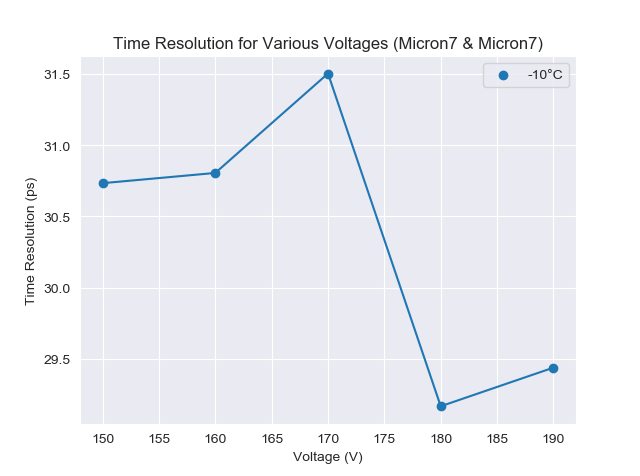 Time Resolution for Various Voltages (Micron7 & Micron7)
-10°C
31.5
31.0
30.5
30.0
29.5
Time Resolution (ps)
150 155 160 165 170 175 180 185 190
Voltage (V)